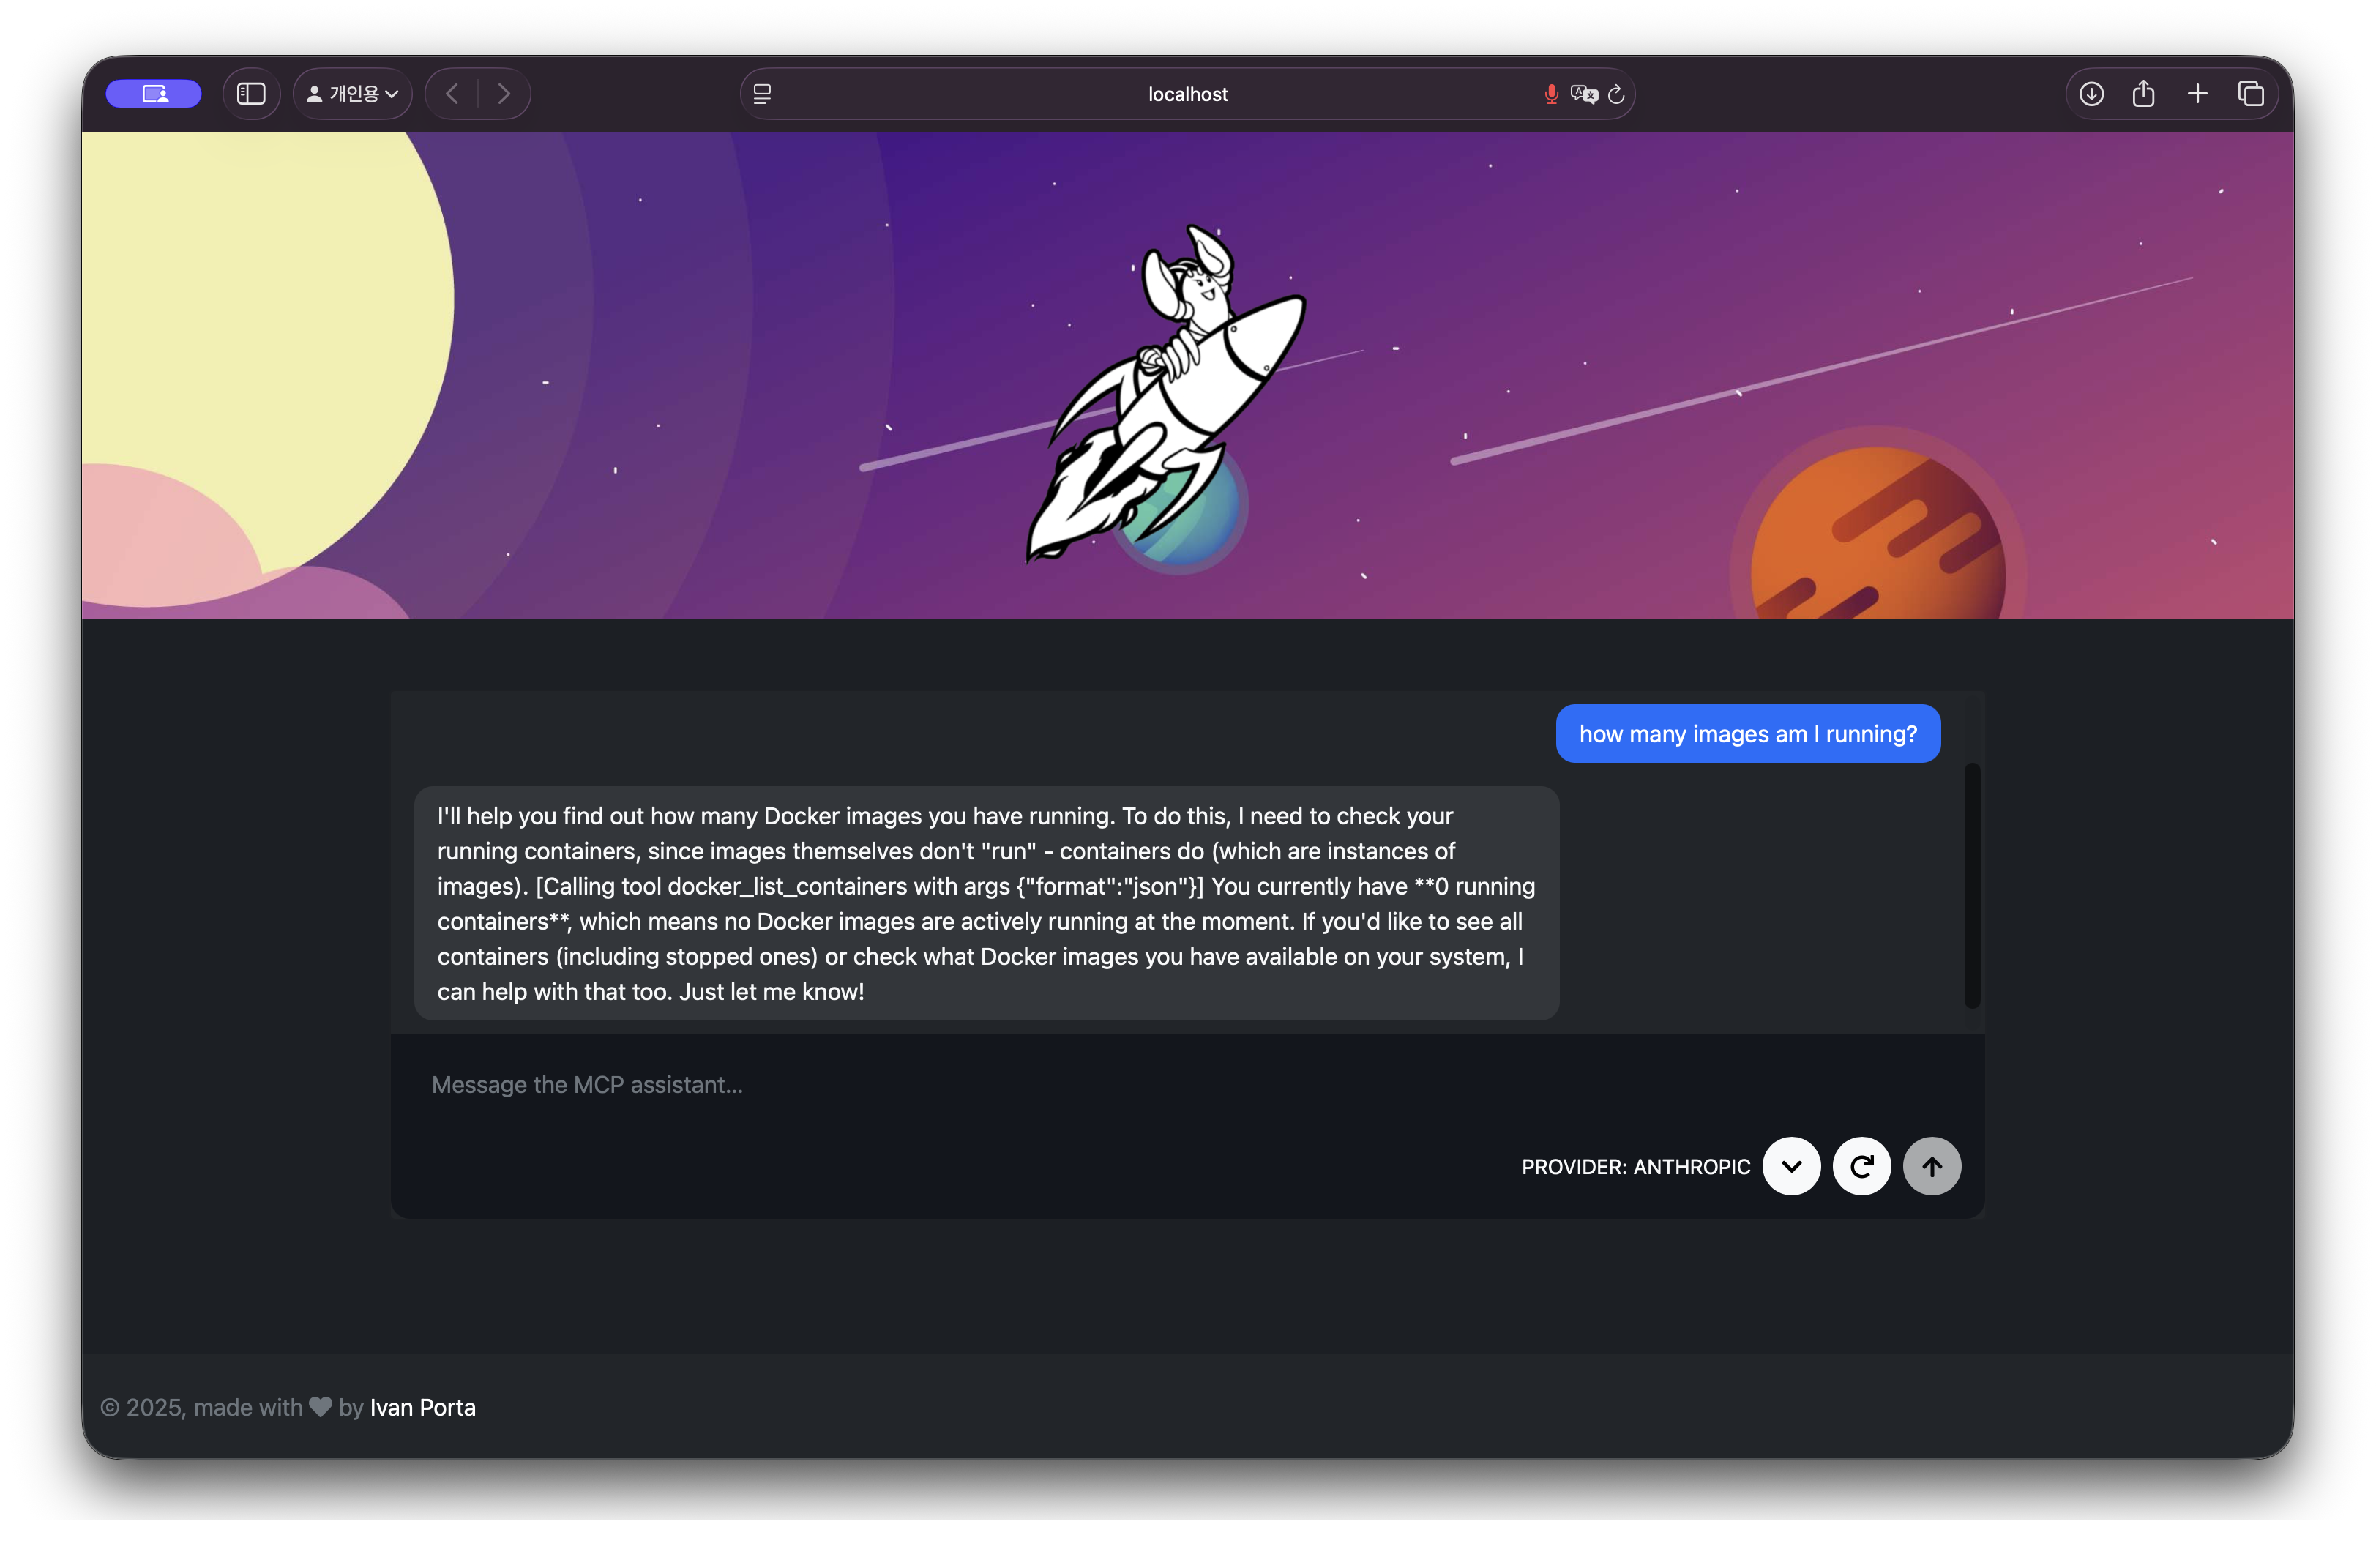 개인용
localhost
how many images am I running?
I'll help you find out how many Docker images you have running. To do this, I need to check your
running containers, since images themselves don't "run" - containers do (which are instances of
images). [Calling tool docker_list_containers with args {"format":"json"}] You currently have **0 running
containers**, which means no Docker images are actively running at the moment. If you'd like to see all
containers (including stopped ones) or check what Docker images you have available on your system, I
can help with that too. Just let me know!
Message the MCP assistant...
PROVIDER: ANTHROPIC
© 2025, made with ♥ by Ivan Porta